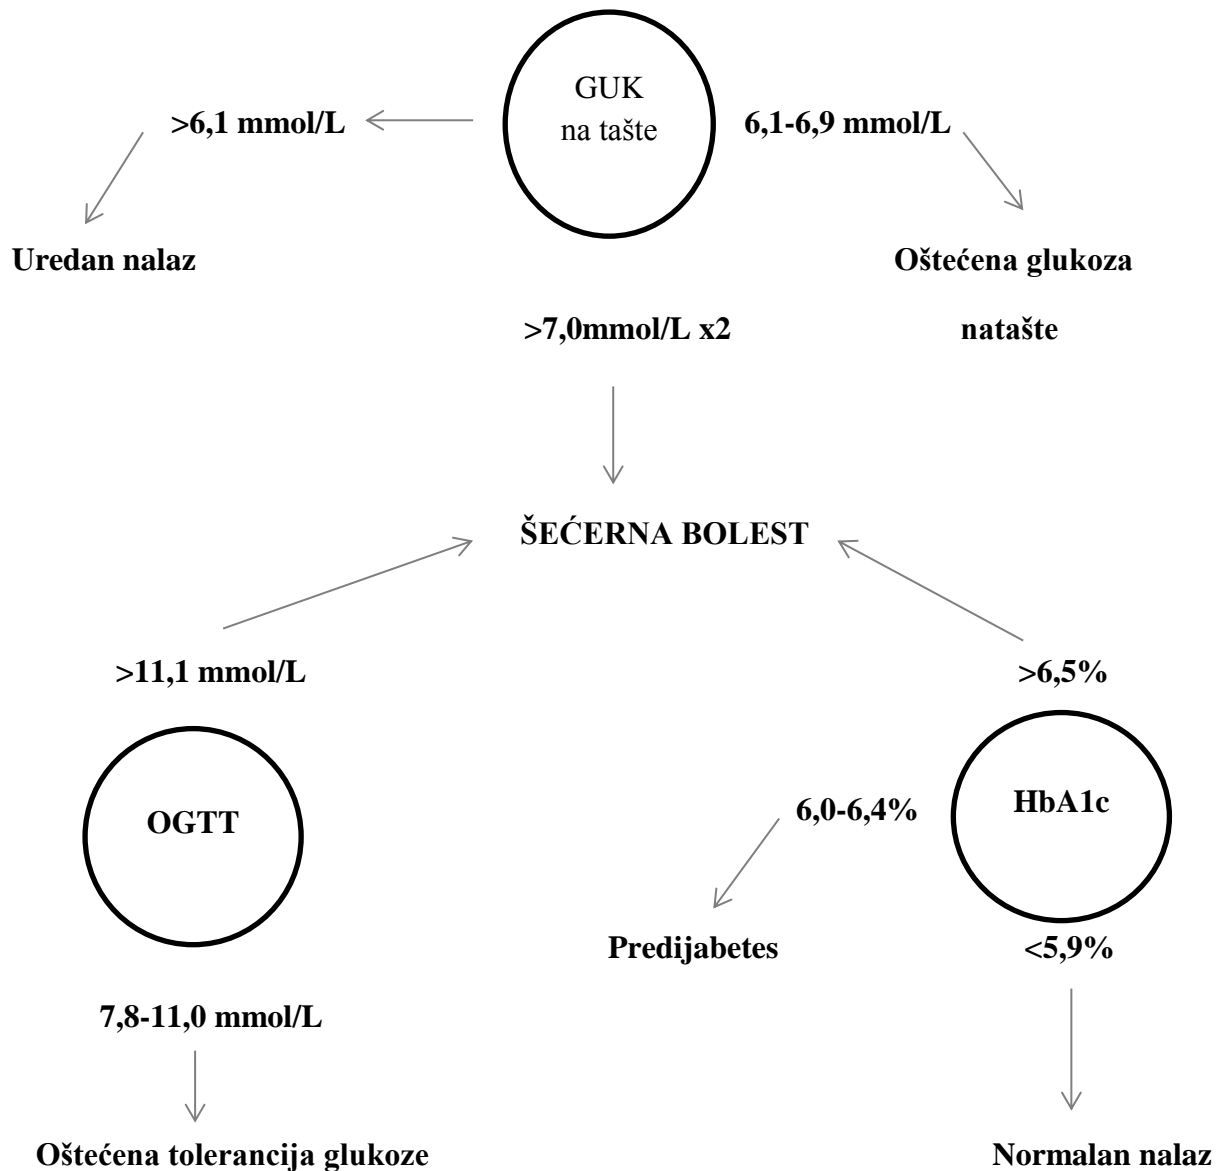 GUK
na tašte
>6,1 mmol/L
6,1-6,9 mmol/L
Uredan nalaz
Oštećena glukoza
natašte
>7,0mmol/L x2
ŠEĆERNA BOLEST
>11,1 mmol/L
>6,5%
OGTT
6,0-6,4%
HbA1c
Predijabetes
<5,9%
7,8-11,0 mmol/L
Oštećena tolerancija glukoze
Normalan nalaz